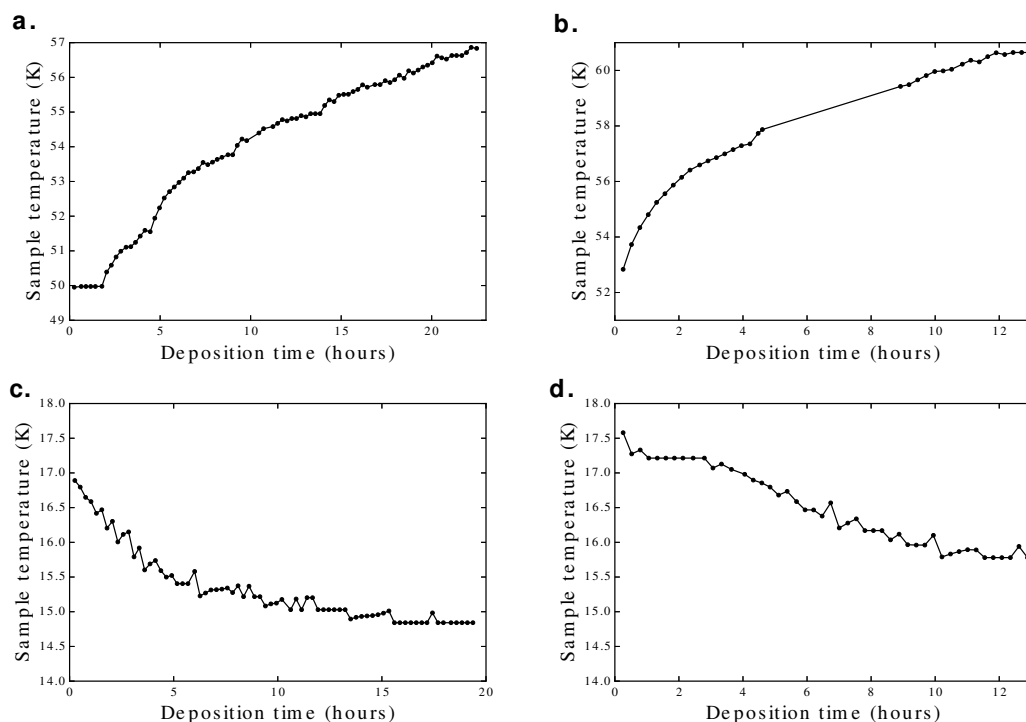 a.
57
56
55
54
53
52
51
50
49
Sample temperature (K)
0 5 10 15 20
Deposition time (hours)
b.
60
58
56
54
52
Sample temperature (K)
0 2 4 6 8 10 12
Deposition time (hours)
c.
18.0
17.5
17.0
16.5
16.0
15.5
15.0
14.5
14.0
Sample temperature (K)
0 5 10 15 20
Deposition time (hours)
d.
18.0
17.5
17.0
16.5
16.0
15.5
15.0
14.5
14.0
Sample temperature (K)
0 2 4 6 8 10 12
Deposition time (hours)